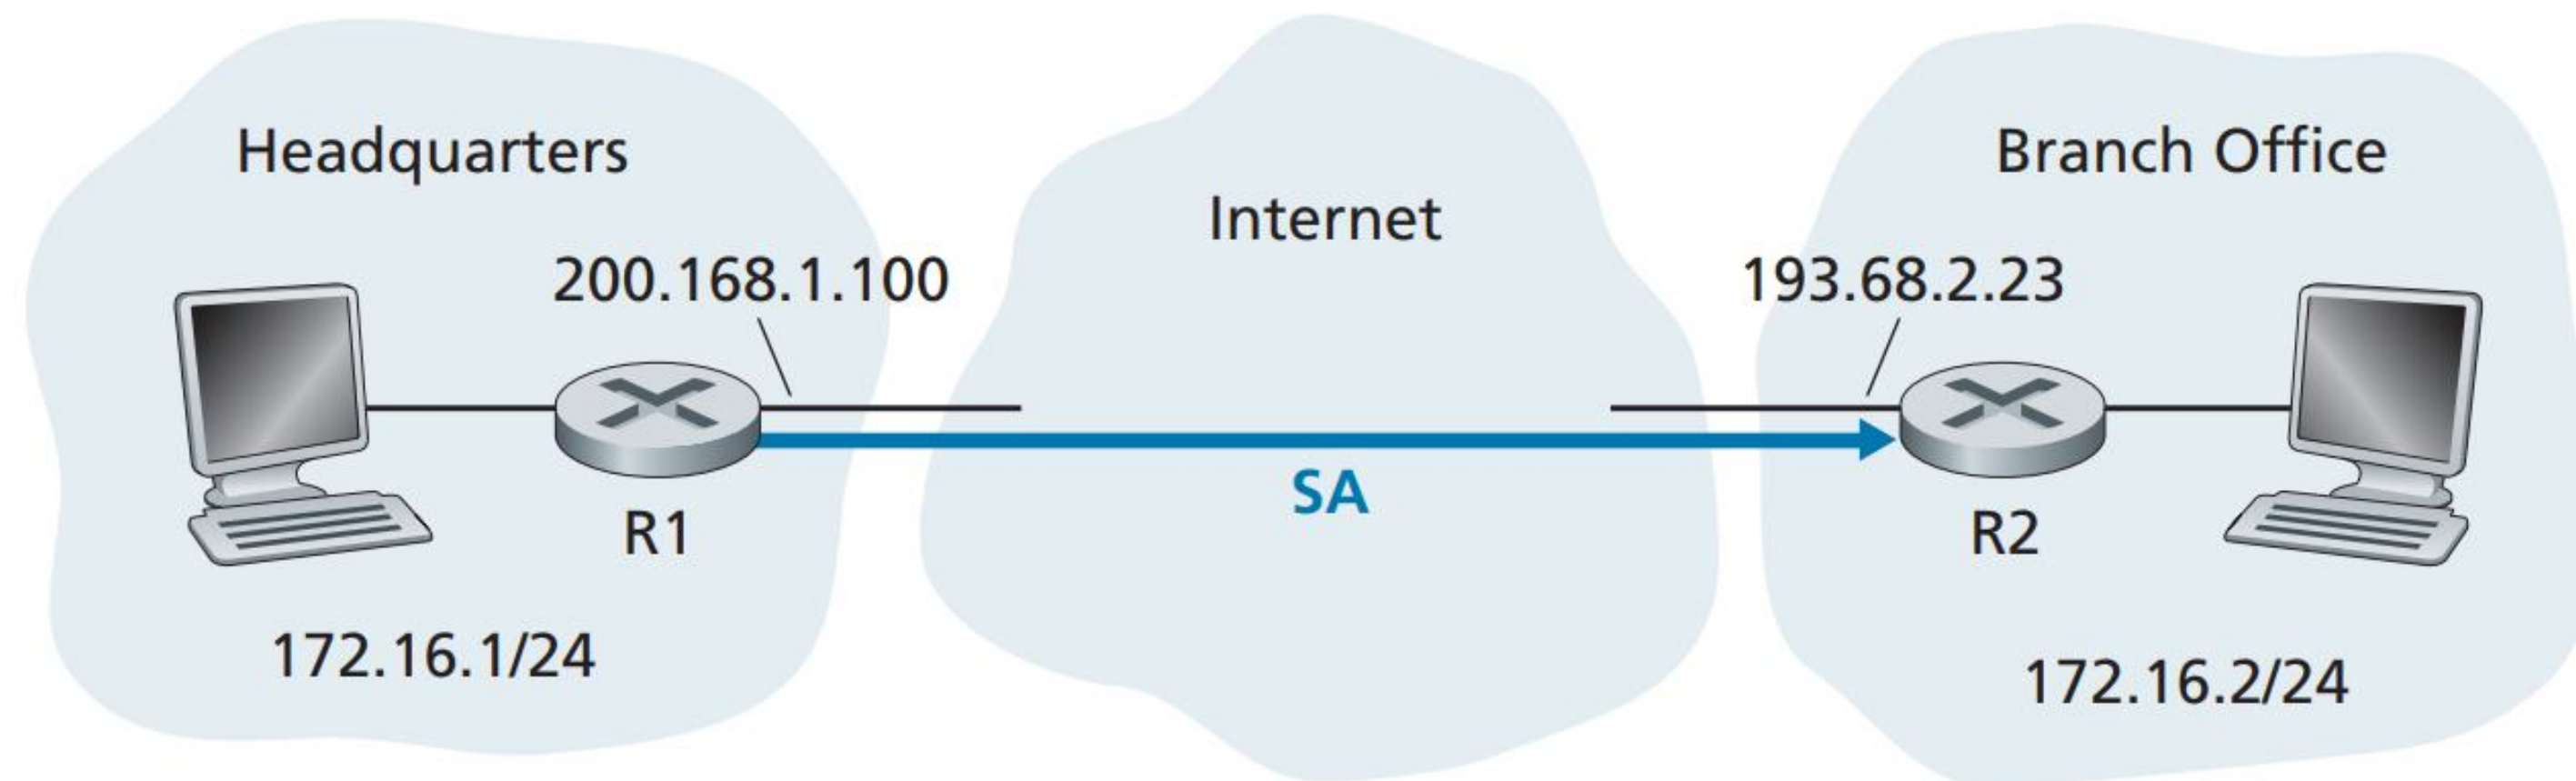 Headquarters
Branch Office
Internet
200.168.1.100
193.68.2.23
SA
R1
R2
172.16.1/24
172.16.2/24